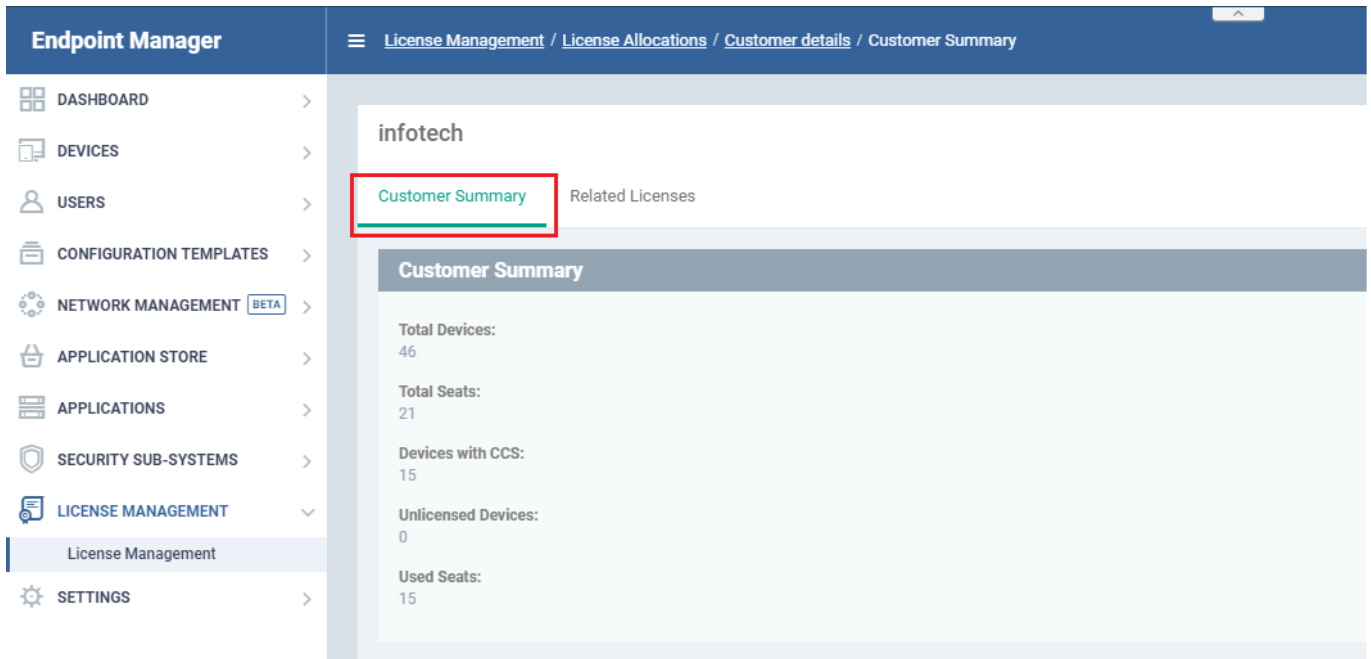 Endpoint Manager
License Management / License Allocations / Customer details / Customer Summary
DASHBOARD
DEVICES
USERS
CONFIGURATION TEMPLATES
NETWORK MANAGEMENT BETA
APPLICATION STORE
APPLICATIONS
SECURITY SUB-SYSTEMS
LICENSE MANAGEMENT
License Management
SETTINGS
infotech
Customer Summary Related Licenses
Customer Summary
Total Devices:
46
Total Seats:
21
Devices with CCS:
15
Unlicensed Devices:
0
Used Seats:
15